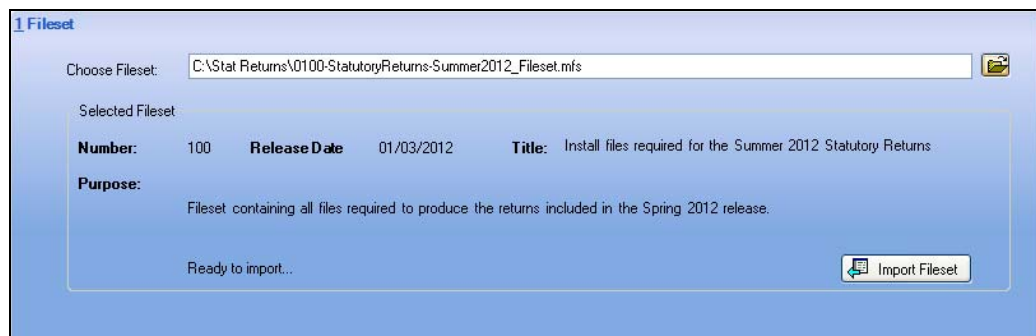 1 Fileset
Choose Fileset: C:\Stat Returns\0100-StatutoryReturns-Summer2012_Fileset.mfs
Selected Fileset
Number: 100 Release Date 01/03/2012 Title: Install files required for the Summer 2012 Statutory Returns
Purpose:
Fileset containing all files required to produce the returns included in the Spring 2012 release.
Ready to import... Import Fileset